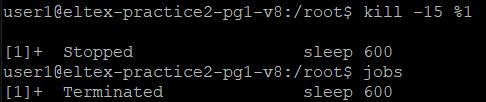 user1@eltex-practice2-pg1-v8:/root$ kill -15 %1
[1]+  Stopped                 sleep 600
user1@eltex-practice2-pg1-v8:/root$ jobs
[1]+  Terminated              sleep 600